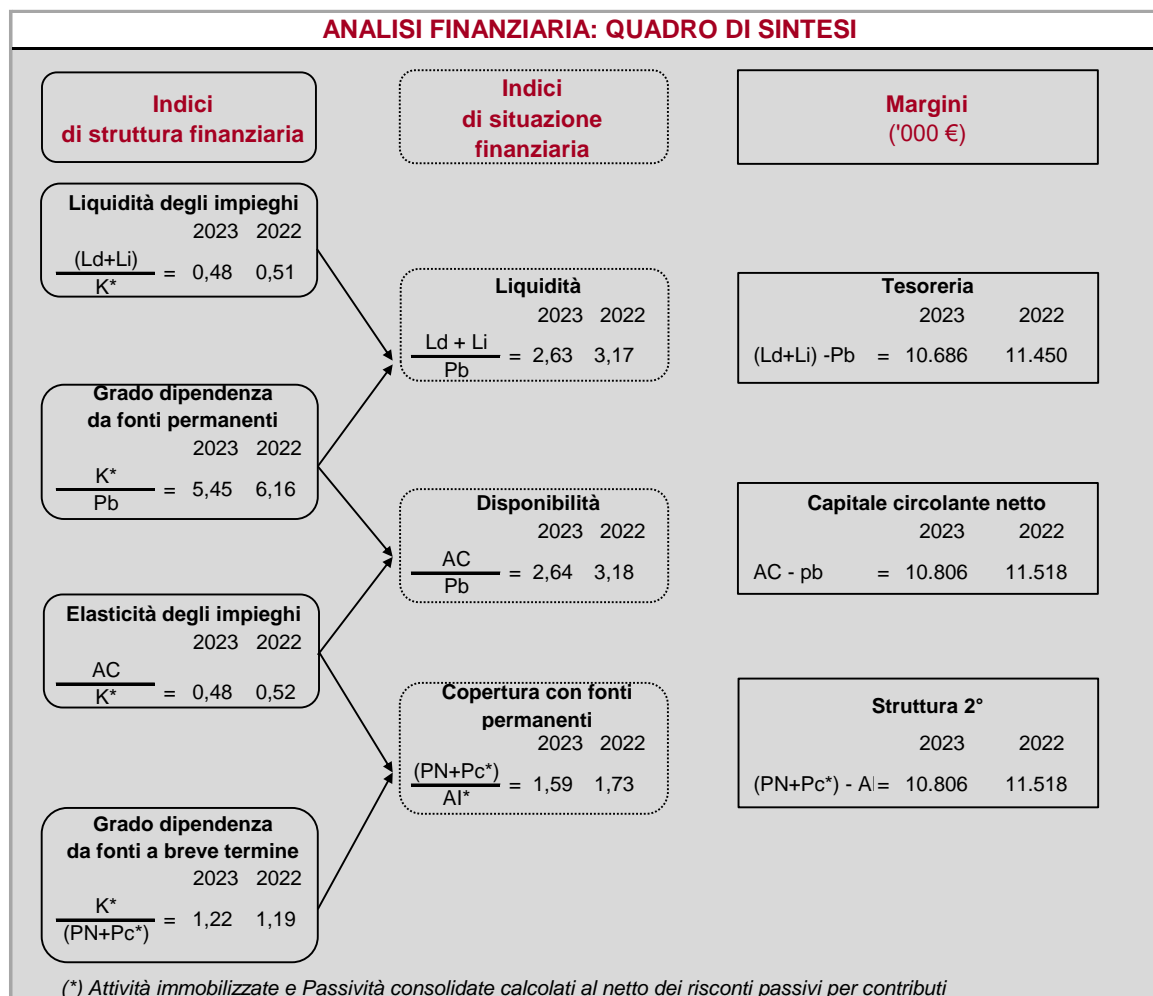 ANALISI FINANZIARIA: QUADRO DI SINTESI
Indici
di struttura finanziaria
Indici
di situazione
finanziaria
Margini
('000 €)
Liquidità degli impieghi
2023 2022
(Ld+Li)
K*
= 0,48 0,51
Grado dipendenza
da fonti permanenti
2023 2022
K*
Pb
= 5,45 6,16
Elasticità degli impieghi
2023 2022
AC
K*
= 0,48 0,52
Grado dipendenza
da fonti a breve termine
2023 2022
K*
(PN+Pc*)
= 1,22 1,19
Liquidità
2023 2022
Ld + Li
Pb
= 2,63 3,17
Disponibilità
2023 2022
AC
Pb
= 2,64 3,18
Copertura con fonti
permanenti
2023 2022
(PN+Pc*)
AI*
= 1,59 1,73
Tesoreria
2023 2022
(Ld+Li) -Pb = 10.686 11.450
Capitale circolante netto
2023 2022
AC - pb = 10.806 11.518
Struttura 2°
2023 2022
(PN+Pc*) - AI= 10.806 11.518
(*) Attività immobilizzate e Passività consolidate calcolati al netto dei risconti passivi per contributi